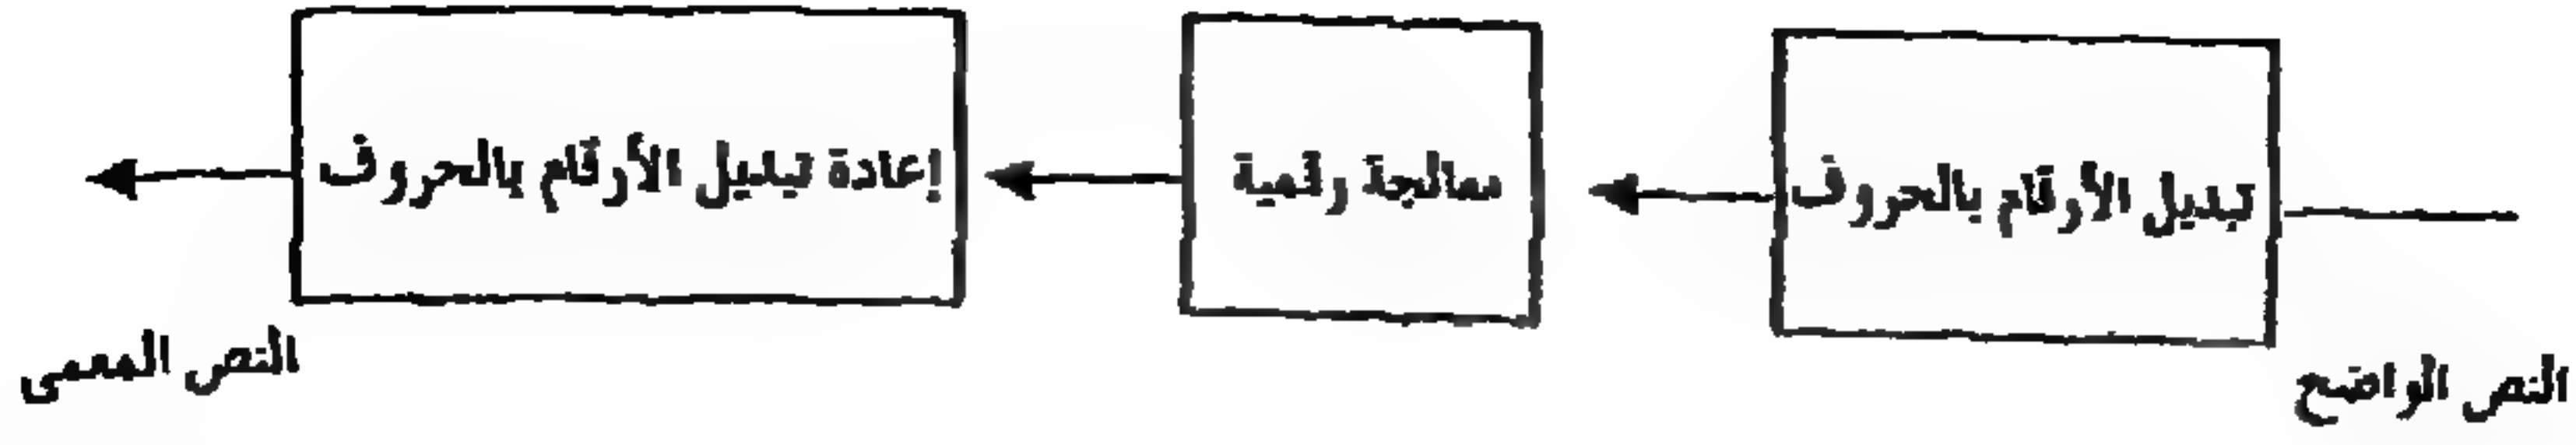 تبديل الأرقام بالحروف
معالجة رقمية
إعادة تبديل الأرقام بالحروف
النص الواضح
النص المعمى